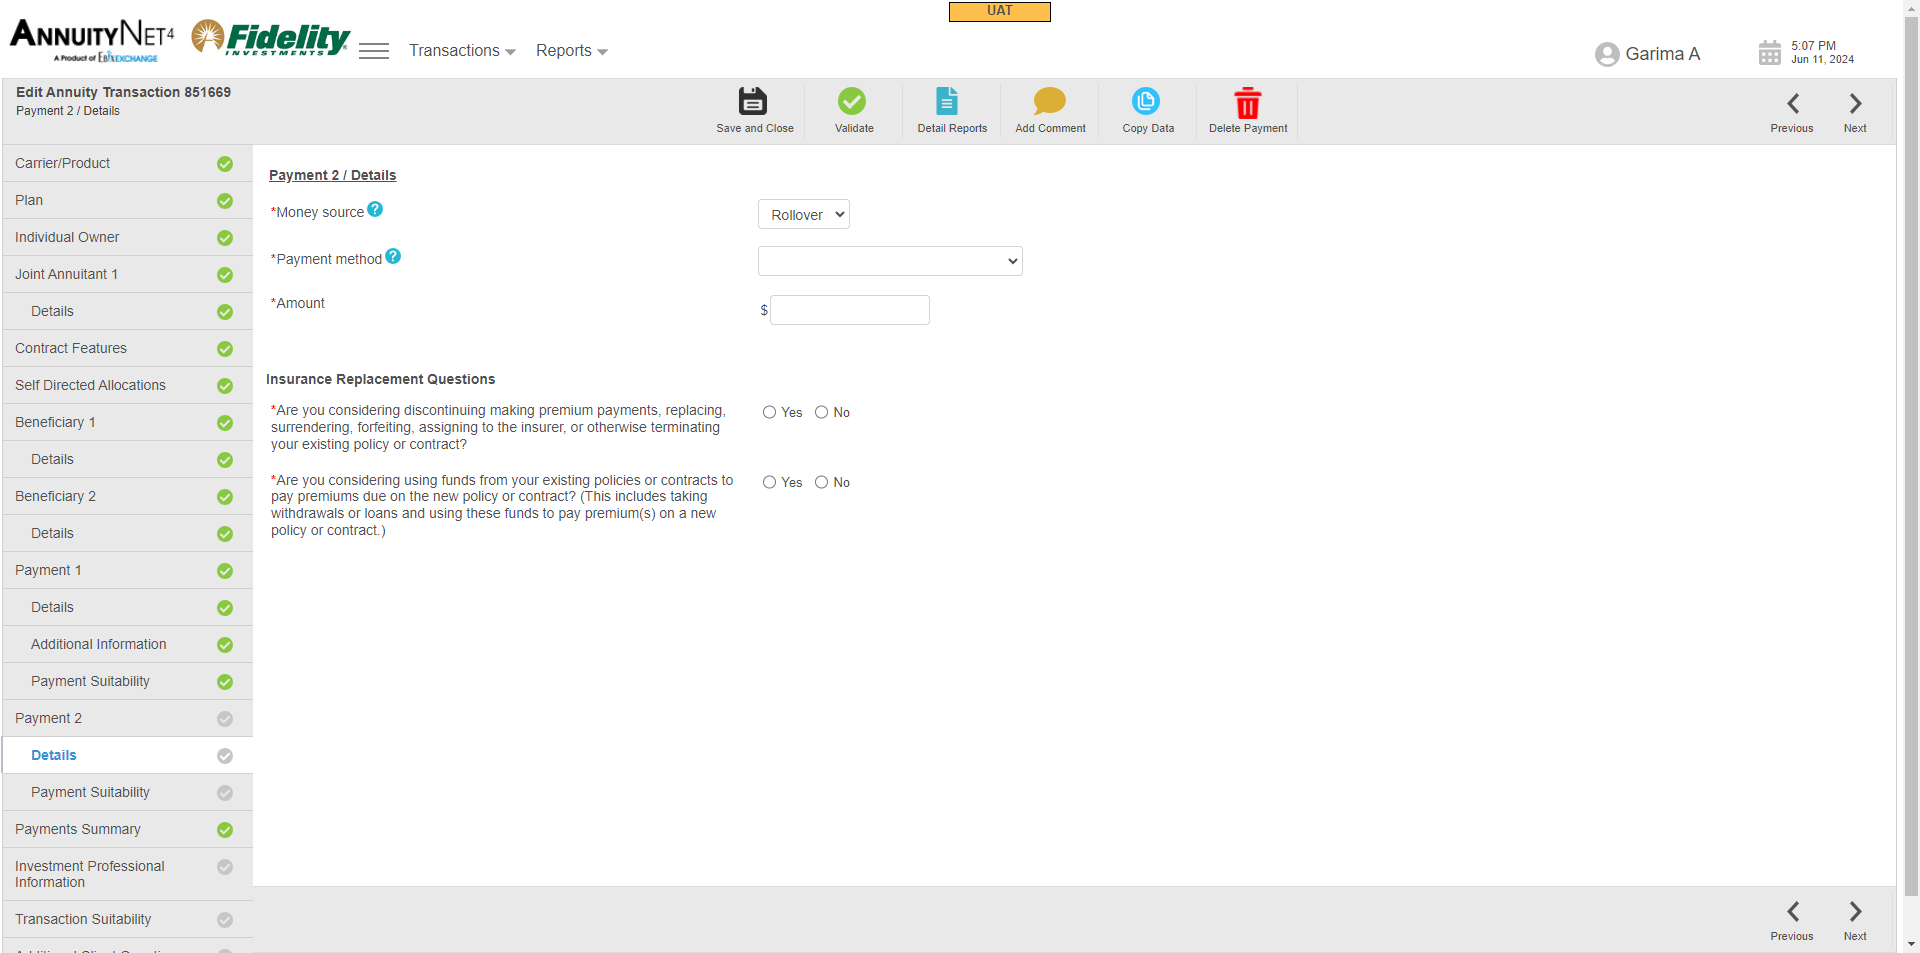 UAT
ANNUITYNET4
A Product of EbixEXCHANGE
Fidelity
INVESTMENTS
Transactions
Reports
Garima A
5:07 PM
Jun 11, 2024
Edit Annuity Transaction 851669
Payment 2 / Details
Save and Close
Validate
Detail Reports
Add Comment
Copy Data
Delete Payment
Previous
Next
Carrier/Product
Plan
Individual Owner
Joint Annuitant 1
Details
Contract Features
Self Directed Allocations
Beneficiary 1
Details
Beneficiary 2
Details
Payment 1
Details
Additional Information
Payment Suitability
Payment 2
Details
Payment Suitability
Payments Summary
Investment Professional
Information
Transaction Suitability
Payment 2 / Details
*Money source ?
Rollover
*Payment method ?
*Amount
$
Insurance Replacement Questions
*Are you considering discontinuing making premium payments, replacing,
surrendering, forfeiting, assigning to the insurer, or otherwise terminating
your existing policy or contract?
Yes No
*Are you considering using funds from your existing policies or contracts to
pay premiums due on the new policy or contract? (This includes taking
withdrawals or loans and using these funds to pay premium(s) on a new
policy or contract.)
Yes No
Previous
Next